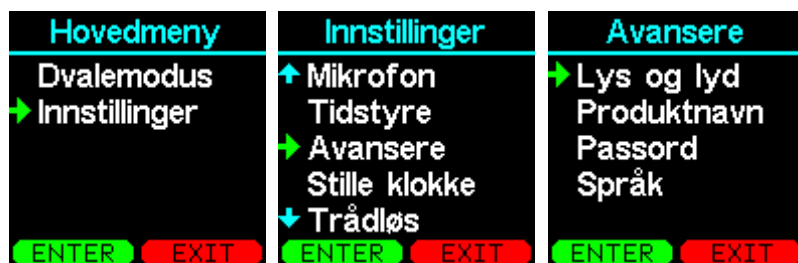 Hovedmeny
Dvalemodus
Innstillinger
ENTER EXIT
Innstillinger
Mikrofon
Tidstyre
Avansere
Stille klokke
Trådløs
ENTER EXIT
Avansere
Lys og lyd
Produktnavn
Passord
Språk
ENTER EXIT